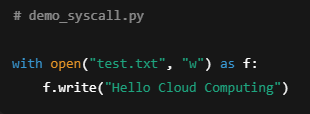 # demo_syscall.py
with open("test.txt", "w") as f:
    f.write("Hello Cloud Computing")